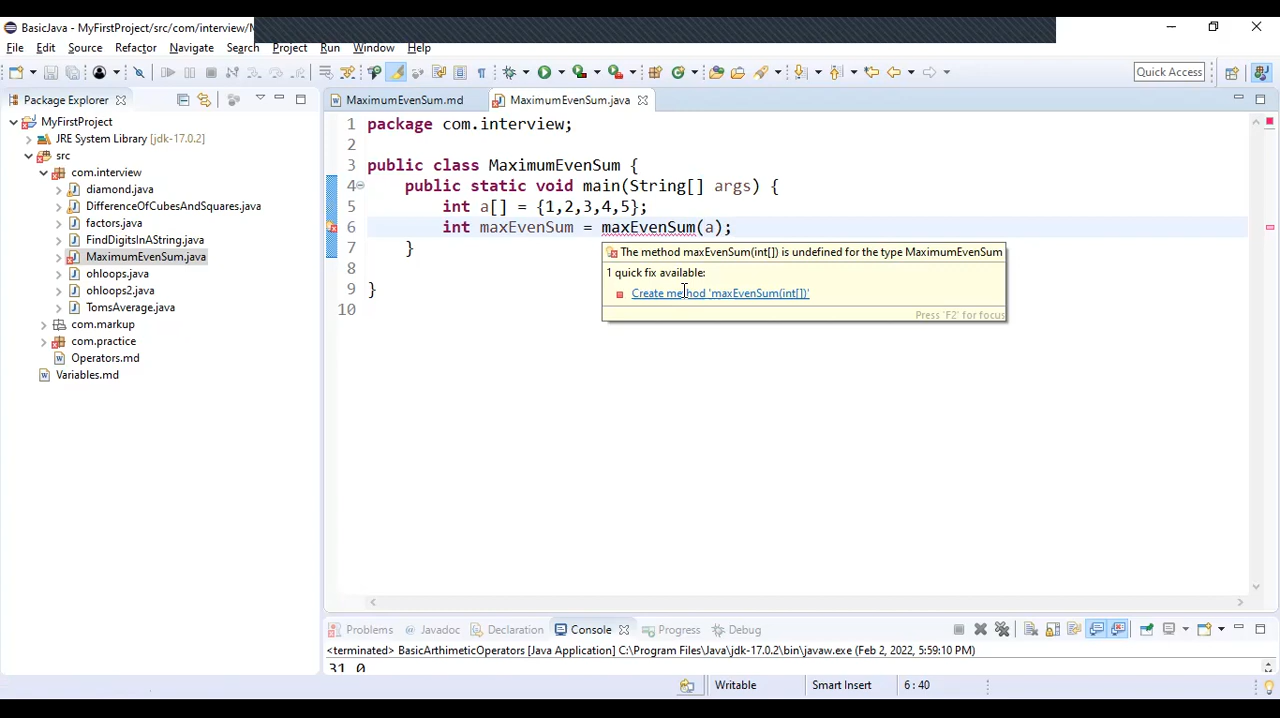 BasicJava - MyFirstProject/src/com/interview/
File Edit Source Refactor Navigate Search Project Run Window Help
Quick Access
Package Explorer
MaximumEvenSum.md
MaximumEvenSum.java
MyFirstProject
JRE System Library [jdk-17.0.2]
src
com.interview
diamond.java
DifferenceOfCubesAndSquares.java
factors.java
FindDigitsInAString.java
MaximumEvenSum.java
ohloops.java
ohloops2.java
TomsAverage.java
com.markup
com.practice
Operators.md
Variables.md
1 package com.interview;
2
3 public class MaximumEvenSum {
4 public static void main(String[] args) {
5 int a[] = {1,2,3,4,5};
6 int maxEvenSum = maxEvenSum(a);
7 }
8
9 }
10
The method maxEvenSum(int[]) is undefined for the type MaximumEvenSum
1 quick fix available:
Create method 'maxEvenSum(int[])'
Press 'F2' for focus
Problems @ Javadoc Declaration Console Progress Debug
<terminated> BasicArthimeticOperators [Java Application] C:\Program Files\Java\jdk-17.0.2\bin\javaw.exe (Feb 2, 2022, 5:59:10 PM)
31.0
Writable Smart Insert 6 : 40